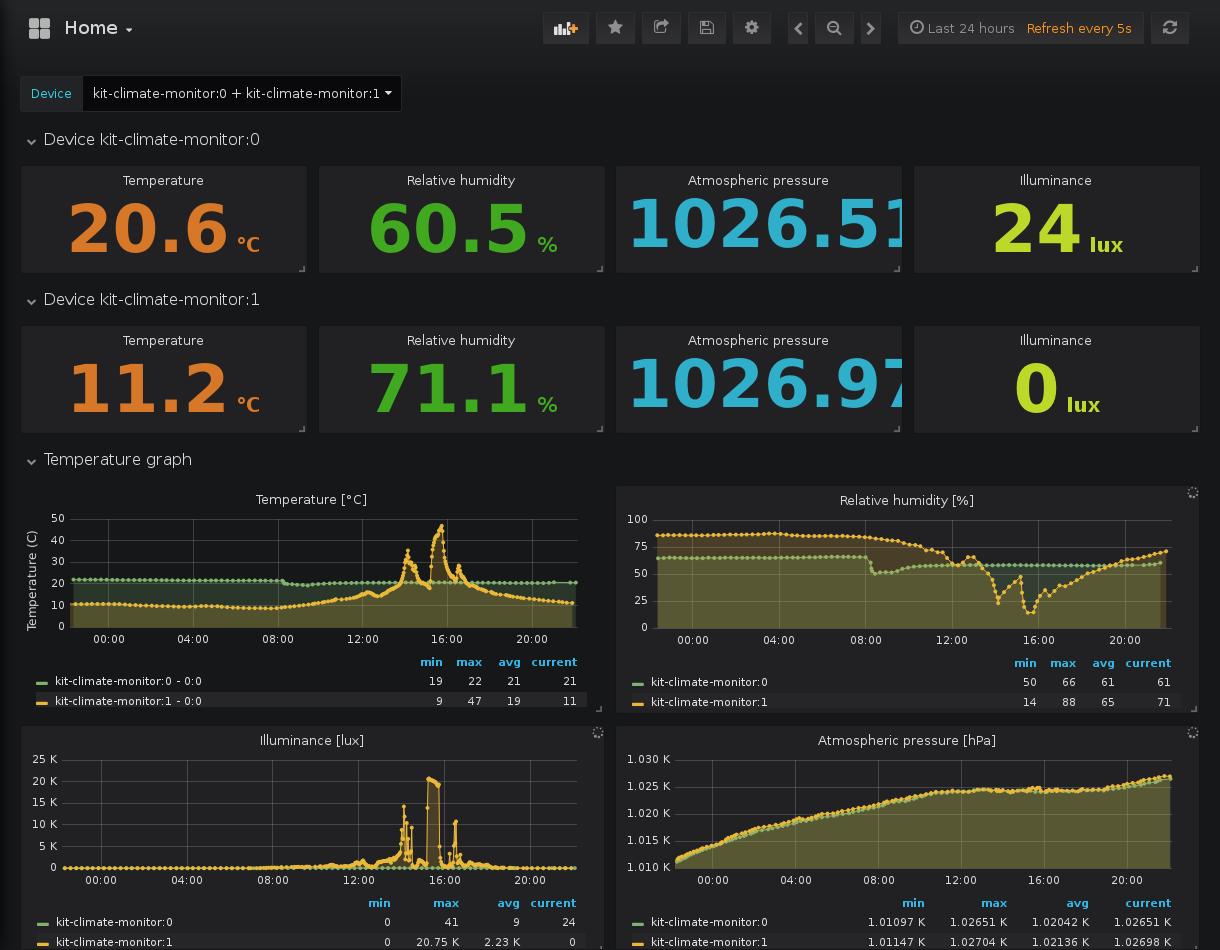 Home
Last 24 hours Refresh every 5s
Device kit-climate-monitor:0 + kit-climate-monitor:1
Device kit-climate-monitor:0
Temperature Relative humidity Atmospheric pressure Illuminance
20.6 °C 60.5 % 1026.51 24 lux
Device kit-climate-monitor:1
Temperature Relative humidity Atmospheric pressure Illuminance
11.2 °C 71.1 % 1026.97 0 lux
Temperature graph
Temperature [°C]
Temperature (C)
50
40
30
20
10
0
00:00 04:00 08:00 12:00 16:00 20:00
min max avg current
kit-climate-monitor:0 - 0:0 19 22 21 21
kit-climate-monitor:1 - 0:0 9 47 19 11
Relative humidity [%]
100
75
50
25
0
00:00 04:00 08:00 12:00 16:00 20:00
min max avg current
kit-climate-monitor:0 50 66 61 61
kit-climate-monitor:1 14 88 65 71
Illuminance [lux]
25 K
20 K
15 K
10 K
5 K
0
00:00 04:00 08:00 12:00 16:00 20:00
min max avg current
kit-climate-monitor:0 0 41 9 24
kit-climate-monitor:1 0 20.75 K 2.23 K 0
Atmospheric pressure [hPa]
1.030 K
1.025 K
1.020 K
1.015 K
1.010 K
00:00 04:00 08:00 12:00 16:00 20:00
min max avg current
kit-climate-monitor:0 1.01097 K 1.02651 K 1.02042 K 1.02651 K
kit-climate-monitor:1 1.01147 K 1.02704 K 1.02136 K 1.02698 K